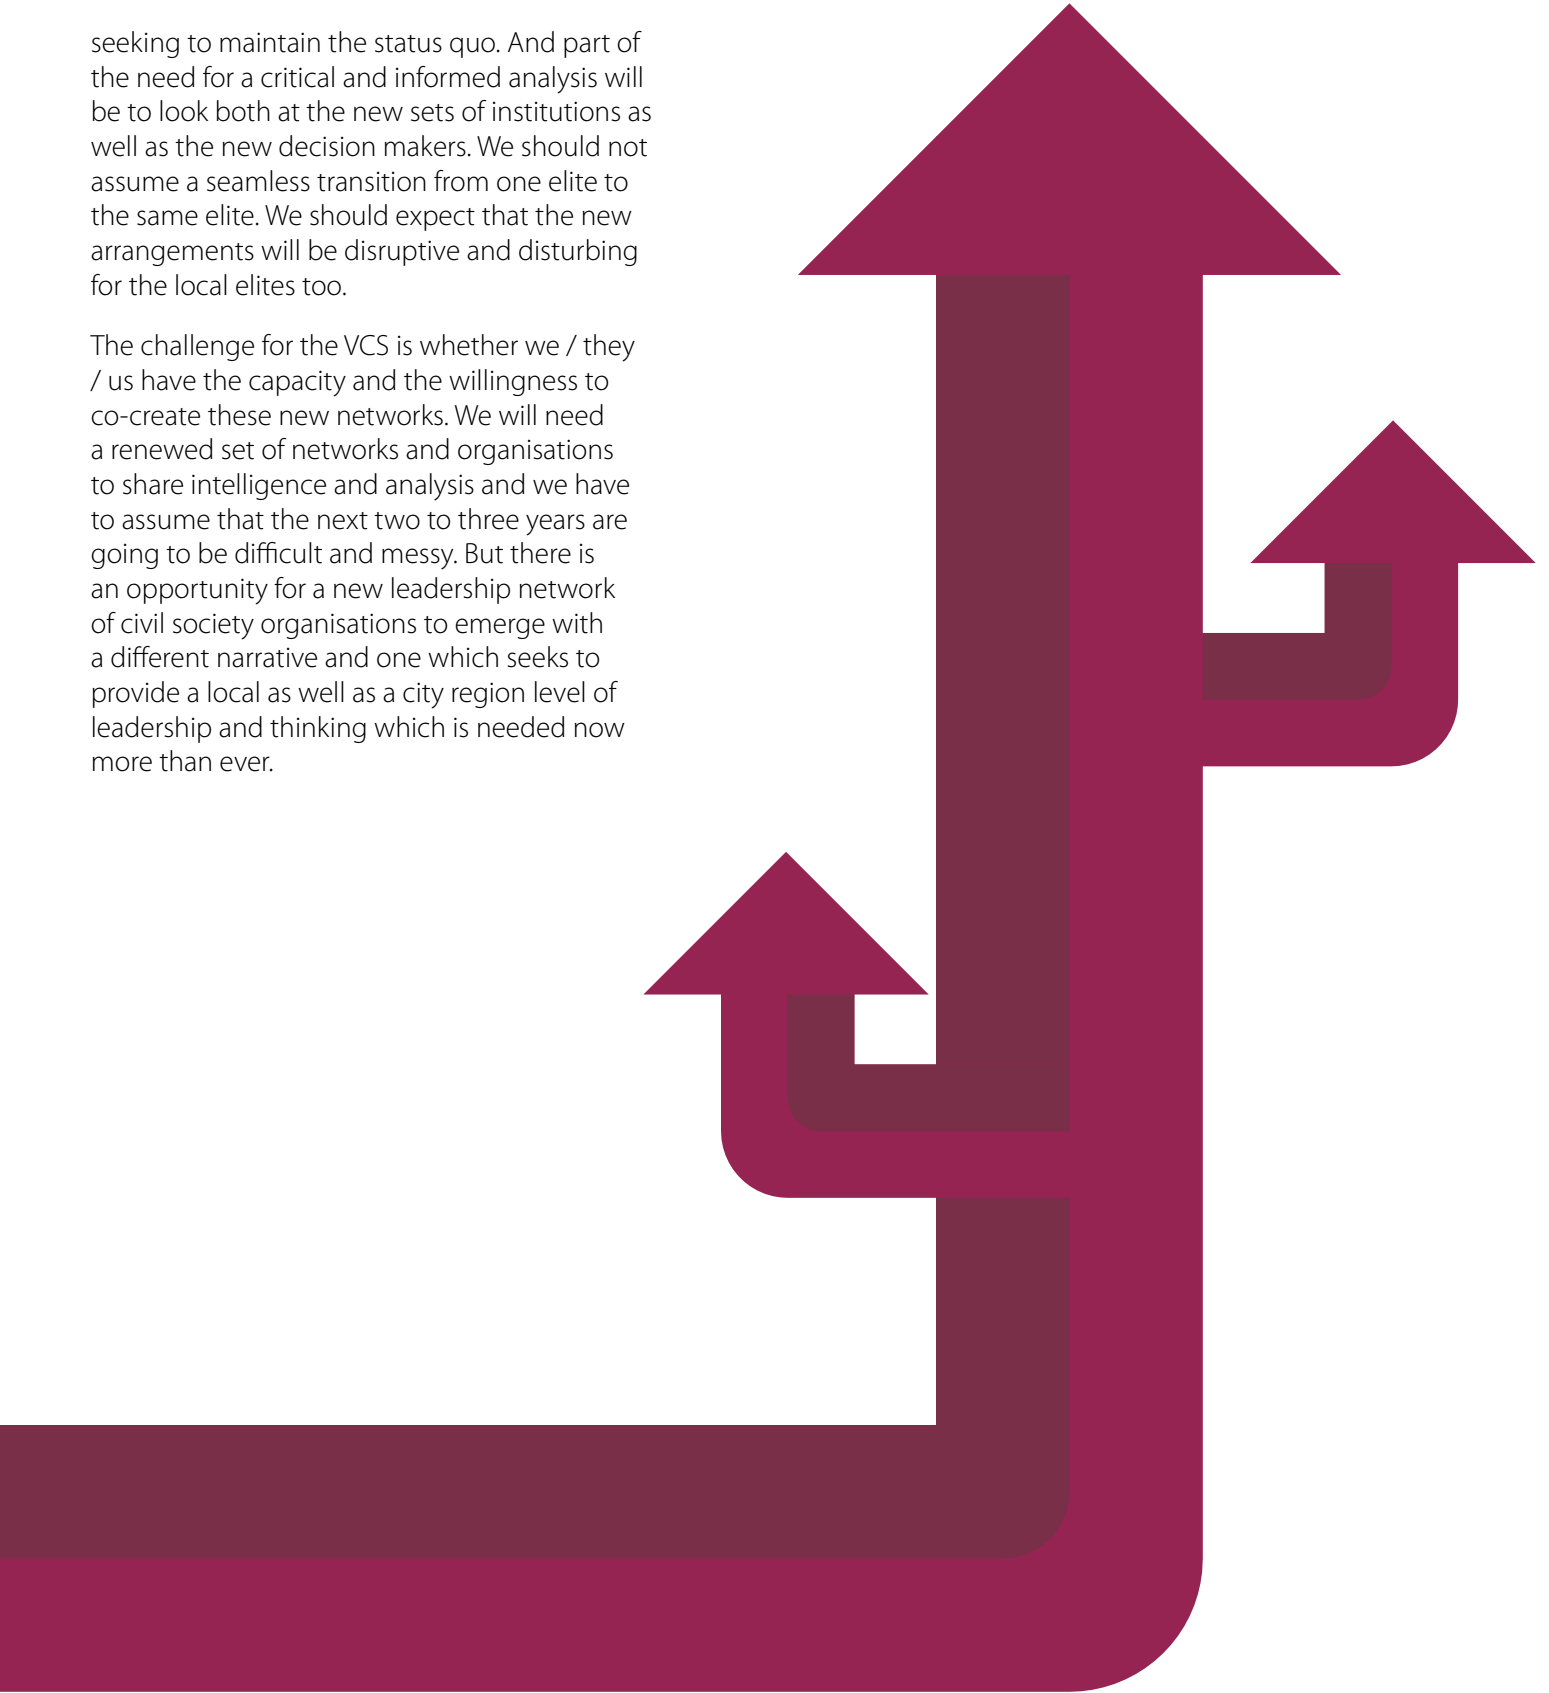 seeking to maintain the status quo. And part of
the need for a critical and informed analysis will
be to look both at the new sets of institutions as
well as the new decision makers. We should not
assume a seamless transition from one elite to
the same elite. We should expect that the new
arrangements will be disruptive and disturbing
for the local elites too.
The challenge for the VCS is whether we / they
/ us have the capacity and the willingness to
co-create these new networks. We will need
a renewed set of networks and organisations
to share intelligence and analysis and we have
to assume that the next two to three years are
going to be difficult and messy. But there is
an opportunity for a new leadership network
of civil society organisations to emerge with
a different narrative and one which seeks to
provide a local as well as a city region level of
leadership and thinking which is needed now
more than ever.